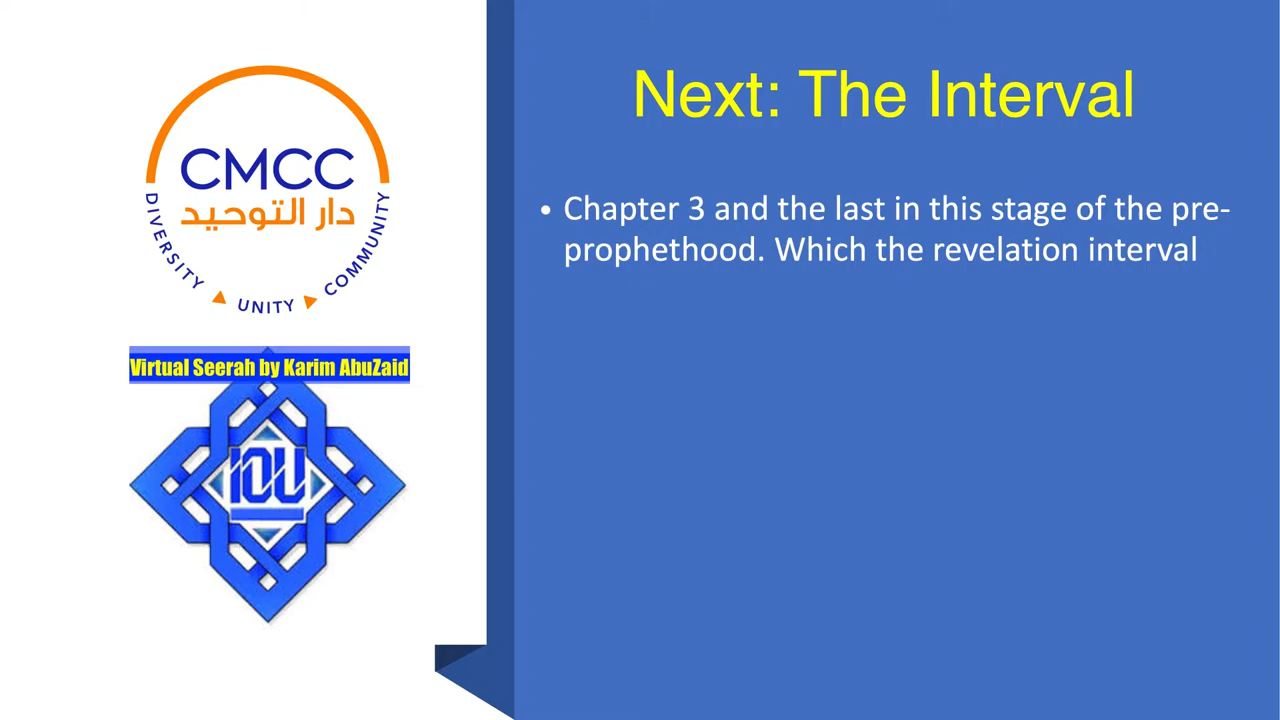 CMCC
دار التوحيد
DIVERSITY UNITY COMMUNITY
Virtual Seerah by Karim AbuZaid
IOU
Next: The Interval
• Chapter 3 and the last in this stage of the pre-
prophethood. Which the revelation interval